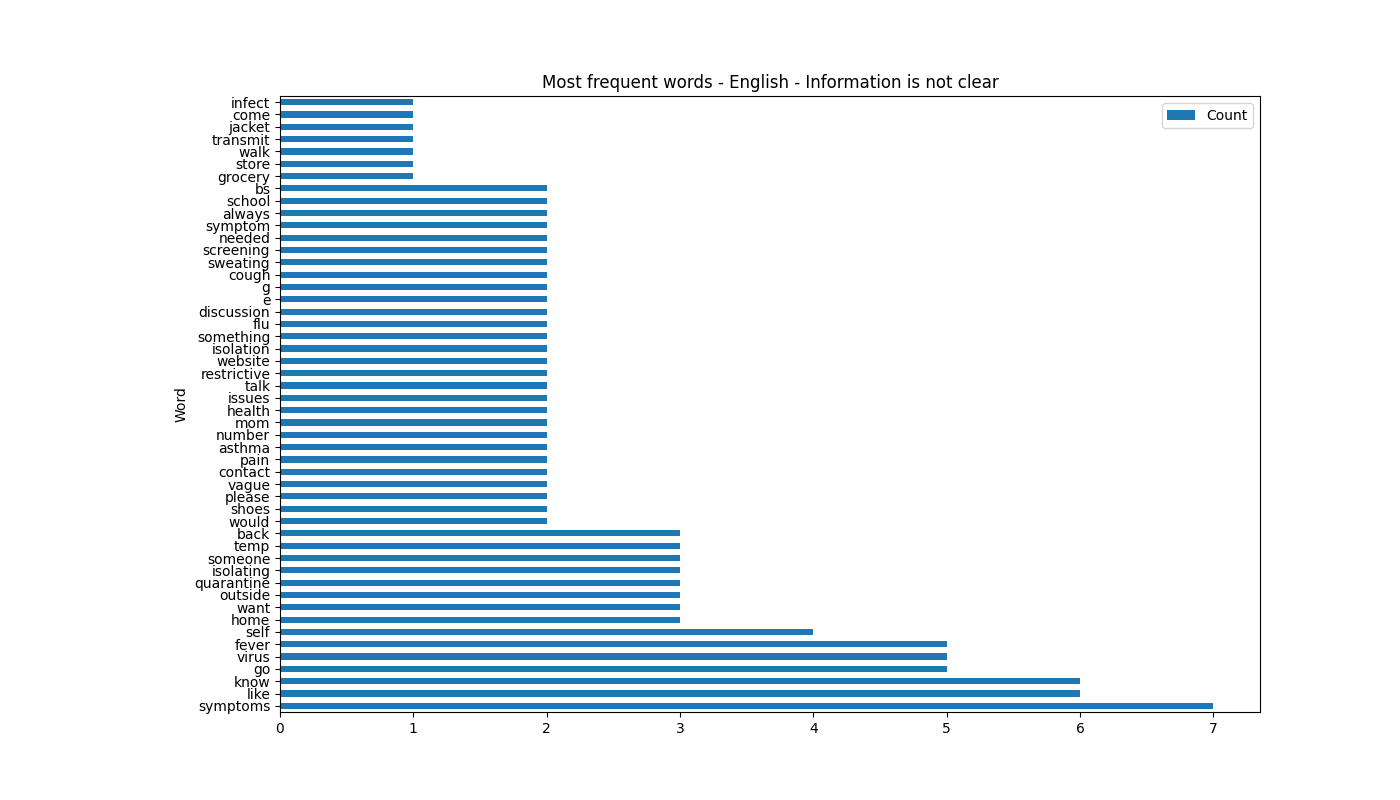 Most frequent words - English - Information is not clear
Count
Word
infect
come
jacket
transmit
walk
store
grocery
bs
school
always
symptom
needed
screening
sweating
cough
g
e
discussion
flu
something
isolation
website
restrictive
talk
issues
health
mom
number
asthma
pain
contact
vague
please
shoes
would
back
temp
someone
isolating
quarantine
outside
want
home
self
fever
virus
go
know
like
symptoms
0 1 2 3 4 5 6 7